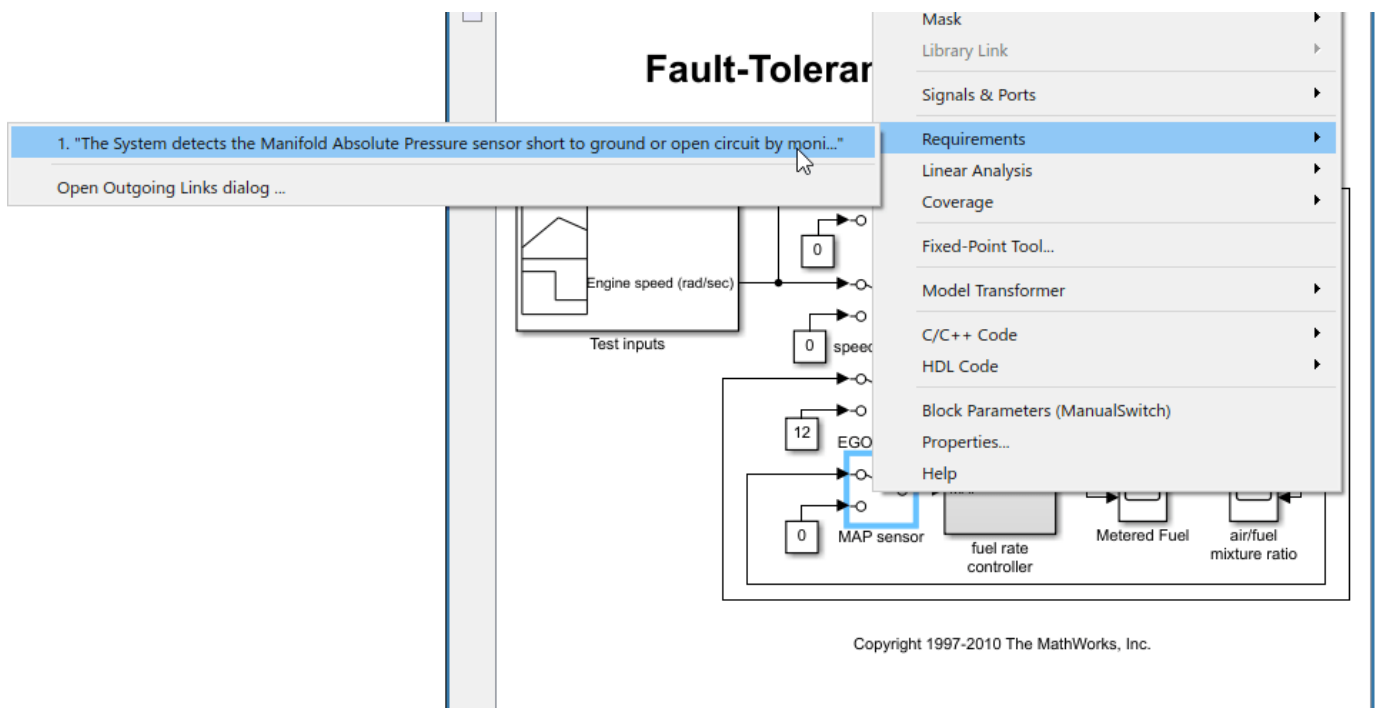 Mask
Library Link
Fault-Toleran
Signals & Ports
Requirements
1. "The System detects the Manifold Absolute Pressure sensor short to ground or open circuit by moni..."
Open Outgoing Links dialog ...
Linear Analysis
Coverage
Fixed-Point Tool...
Model Transformer
C/C++ Code
HDL Code
Block Parameters (ManualSwitch)
Properties...
Help
0
Engine speed (rad/sec)
Test inputs
0
speed
12
EGO
0
MAP sensor
fuel rate
controller
Metered Fuel
air/fuel
mixture ratio
Copyright 1997-2010 The MathWorks, Inc.